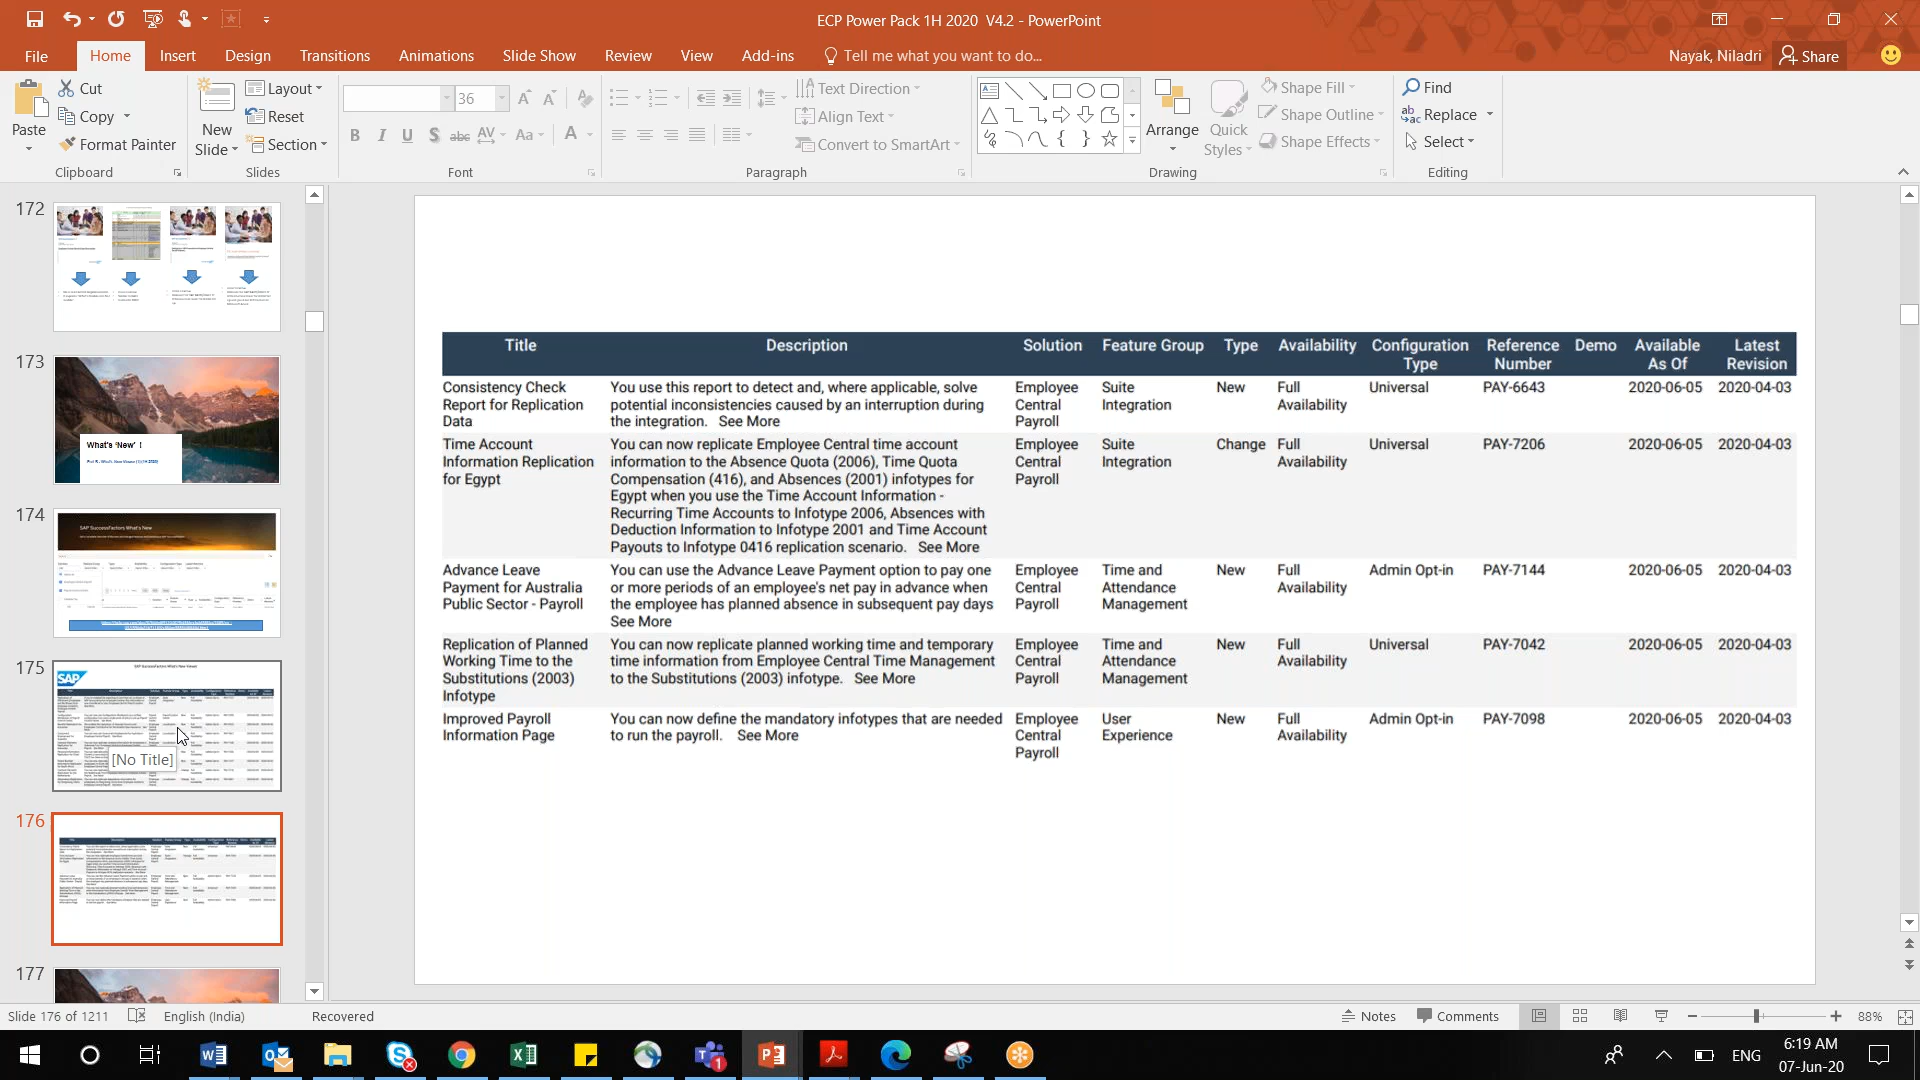 ECP Power Pack 1H 2020 V4.2 - PowerPoint
File Home Insert Design Transitions Animations Slide Show Review View Add-ins Tell me what you want to do... Nayak, Niladri Share
Paste
Cut
Copy
Format Painter
Clipboard
New
Slide
Layout
Reset
Section
Slides
36
B I U S abc AV Aa A
Font
Text Direction
Align Text
Convert to SmartArt
Paragraph
Arrange
Quick
Styles
Shape Fill
Shape Outline
Shape Effects
Drawing
Find
Replace
Select
Editing
172
173
What's 'New' !
174
SAP SuccessFactors What's New
175
SAP SuccessFactors What's New Viewer
SAP
[No Title]
176
177
Title Description Solution Feature Group Type Availability Configuration Type Reference Number Demo Available As Of Latest Revision
Consistency Check
Report for Replication
Data
You use this report to detect and, where applicable, solve
potential inconsistencies caused by an interruption during
the integration. See More
Employee
Central
Payroll
Suite
Integration
New
Full
Availability
Universal
PAY-6643
2020-06-05
2020-04-03
Time Account
Information Replication
for Egypt
You can now replicate Employee Central time account
information to the Absence Quota (2006), Time Quota
Compensation (416), and Absences (2001) infotypes for
Egypt when you use the Time Account Information -
Recurring Time Accounts to Infotype 2006, Absences with
Deduction Information to Infotype 2001 and Time Account
Payouts to Infotype 0416 replication scenario. See More
Employee
Central
Payroll
Suite
Integration
Change
Full
Availability
Universal
PAY-7206
2020-06-05
2020-04-03
Advance Leave
Payment for Australia
Public Sector - Payroll
You can use the Advance Leave Payment option to pay one
or more periods of an employee's net pay in advance when
the employee has planned absence in subsequent pay days
See More
Employee
Central
Payroll
Time and
Attendance
Management
New
Full
Availability
Admin Opt-in
PAY-7144
2020-06-05
2020-04-03
Replication of Planned
Working Time to the
Substitutions (2003)
Infotype
You can now replicate planned working time and temporary
time information from Employee Central Time Management
to the Substitutions (2003) infotype. See More
Employee
Central
Payroll
Time and
Attendance
Management
New
Full
Availability
Universal
PAY-7042
2020-06-05
2020-04-03
Improved Payroll
Information Page
You can now define the mandatory infotypes that are needed
to run the payroll. See More
Employee
Central
Payroll
User
Experience
New
Full
Availability
Admin Opt-in
PAY-7098
2020-06-05
2020-04-03
Slide 176 of 1211 English (India) Recovered Notes Comments 88%
ENG
6:19 AM
07-Jun-20